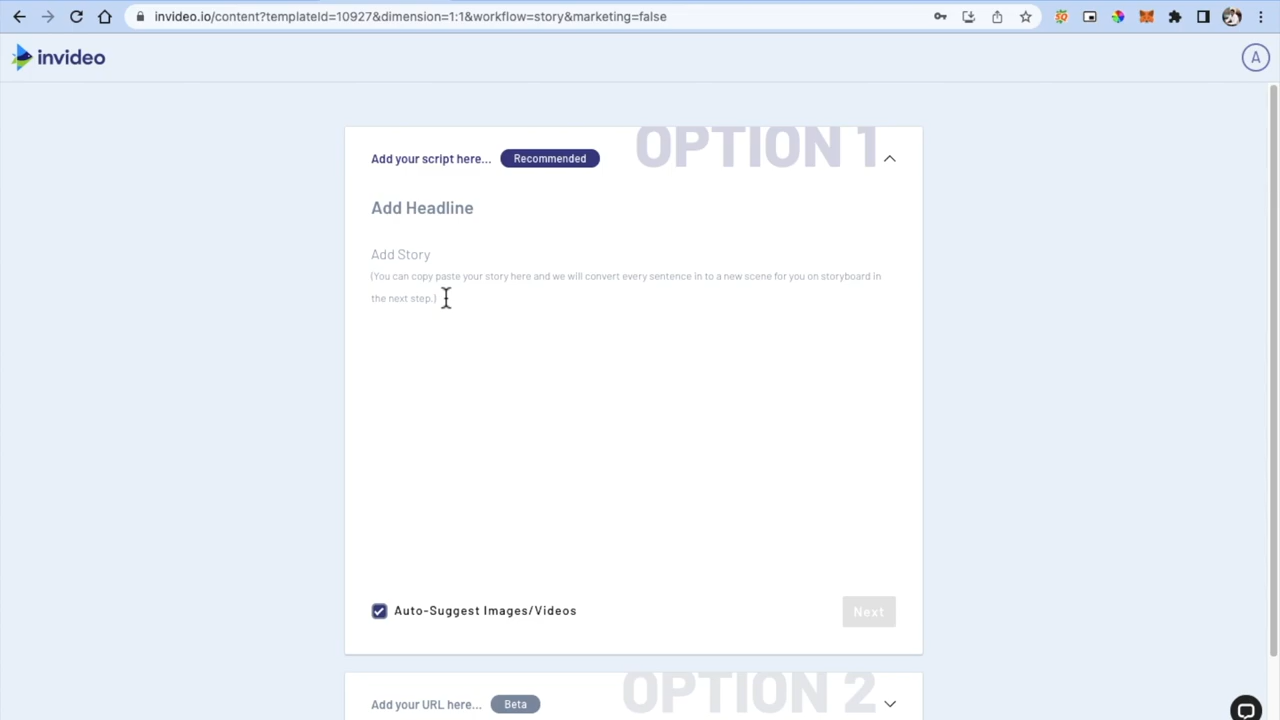 invideo.io/content?templateId=10927&dimension=1:1&workflow=story&marketing=false
invideo
A
OPTION 1
Add your script here... Recommended
Add Headline
Add Story
(You can copy paste your story here and we will convert every sentence in to a new scene for you on storyboard in
the next step.)
Auto-Suggest Images/Videos
Next
OPTION 2
Add your URL here... Beta